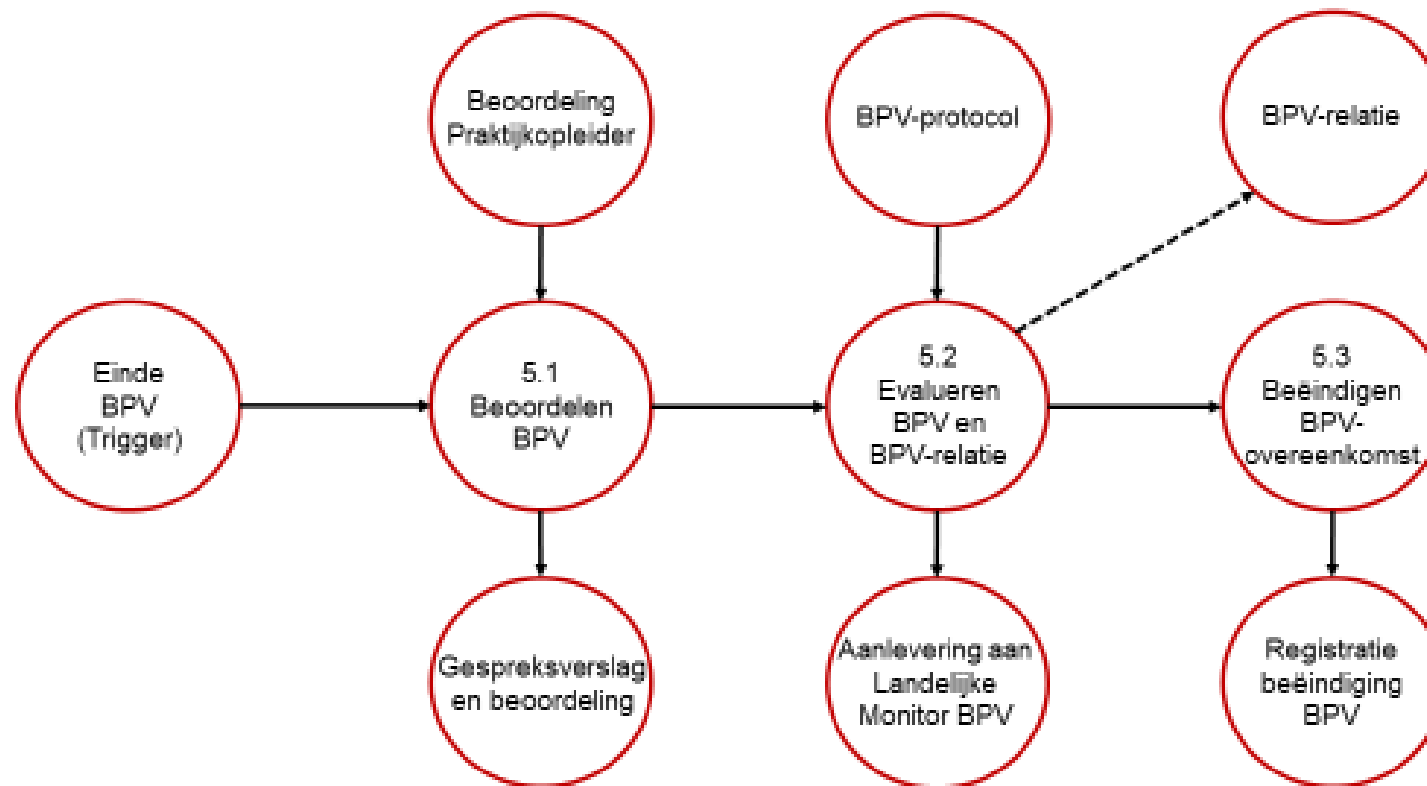 Beoordeling
Praktijkopleider
BPV-protocol
BPV-relatie
Einde
BPV
(Trigger)
5.1
Beoordelen
BPV
5.2
Evalueren
BPV en
BPV-relatie
5.3
Beëindigen
BPV-
overeenkomst
Gespreksverslag
en beoordeling
Aanlevering aan
Landelijke
Monitor BPV
Registratie
beëindiging
BPV